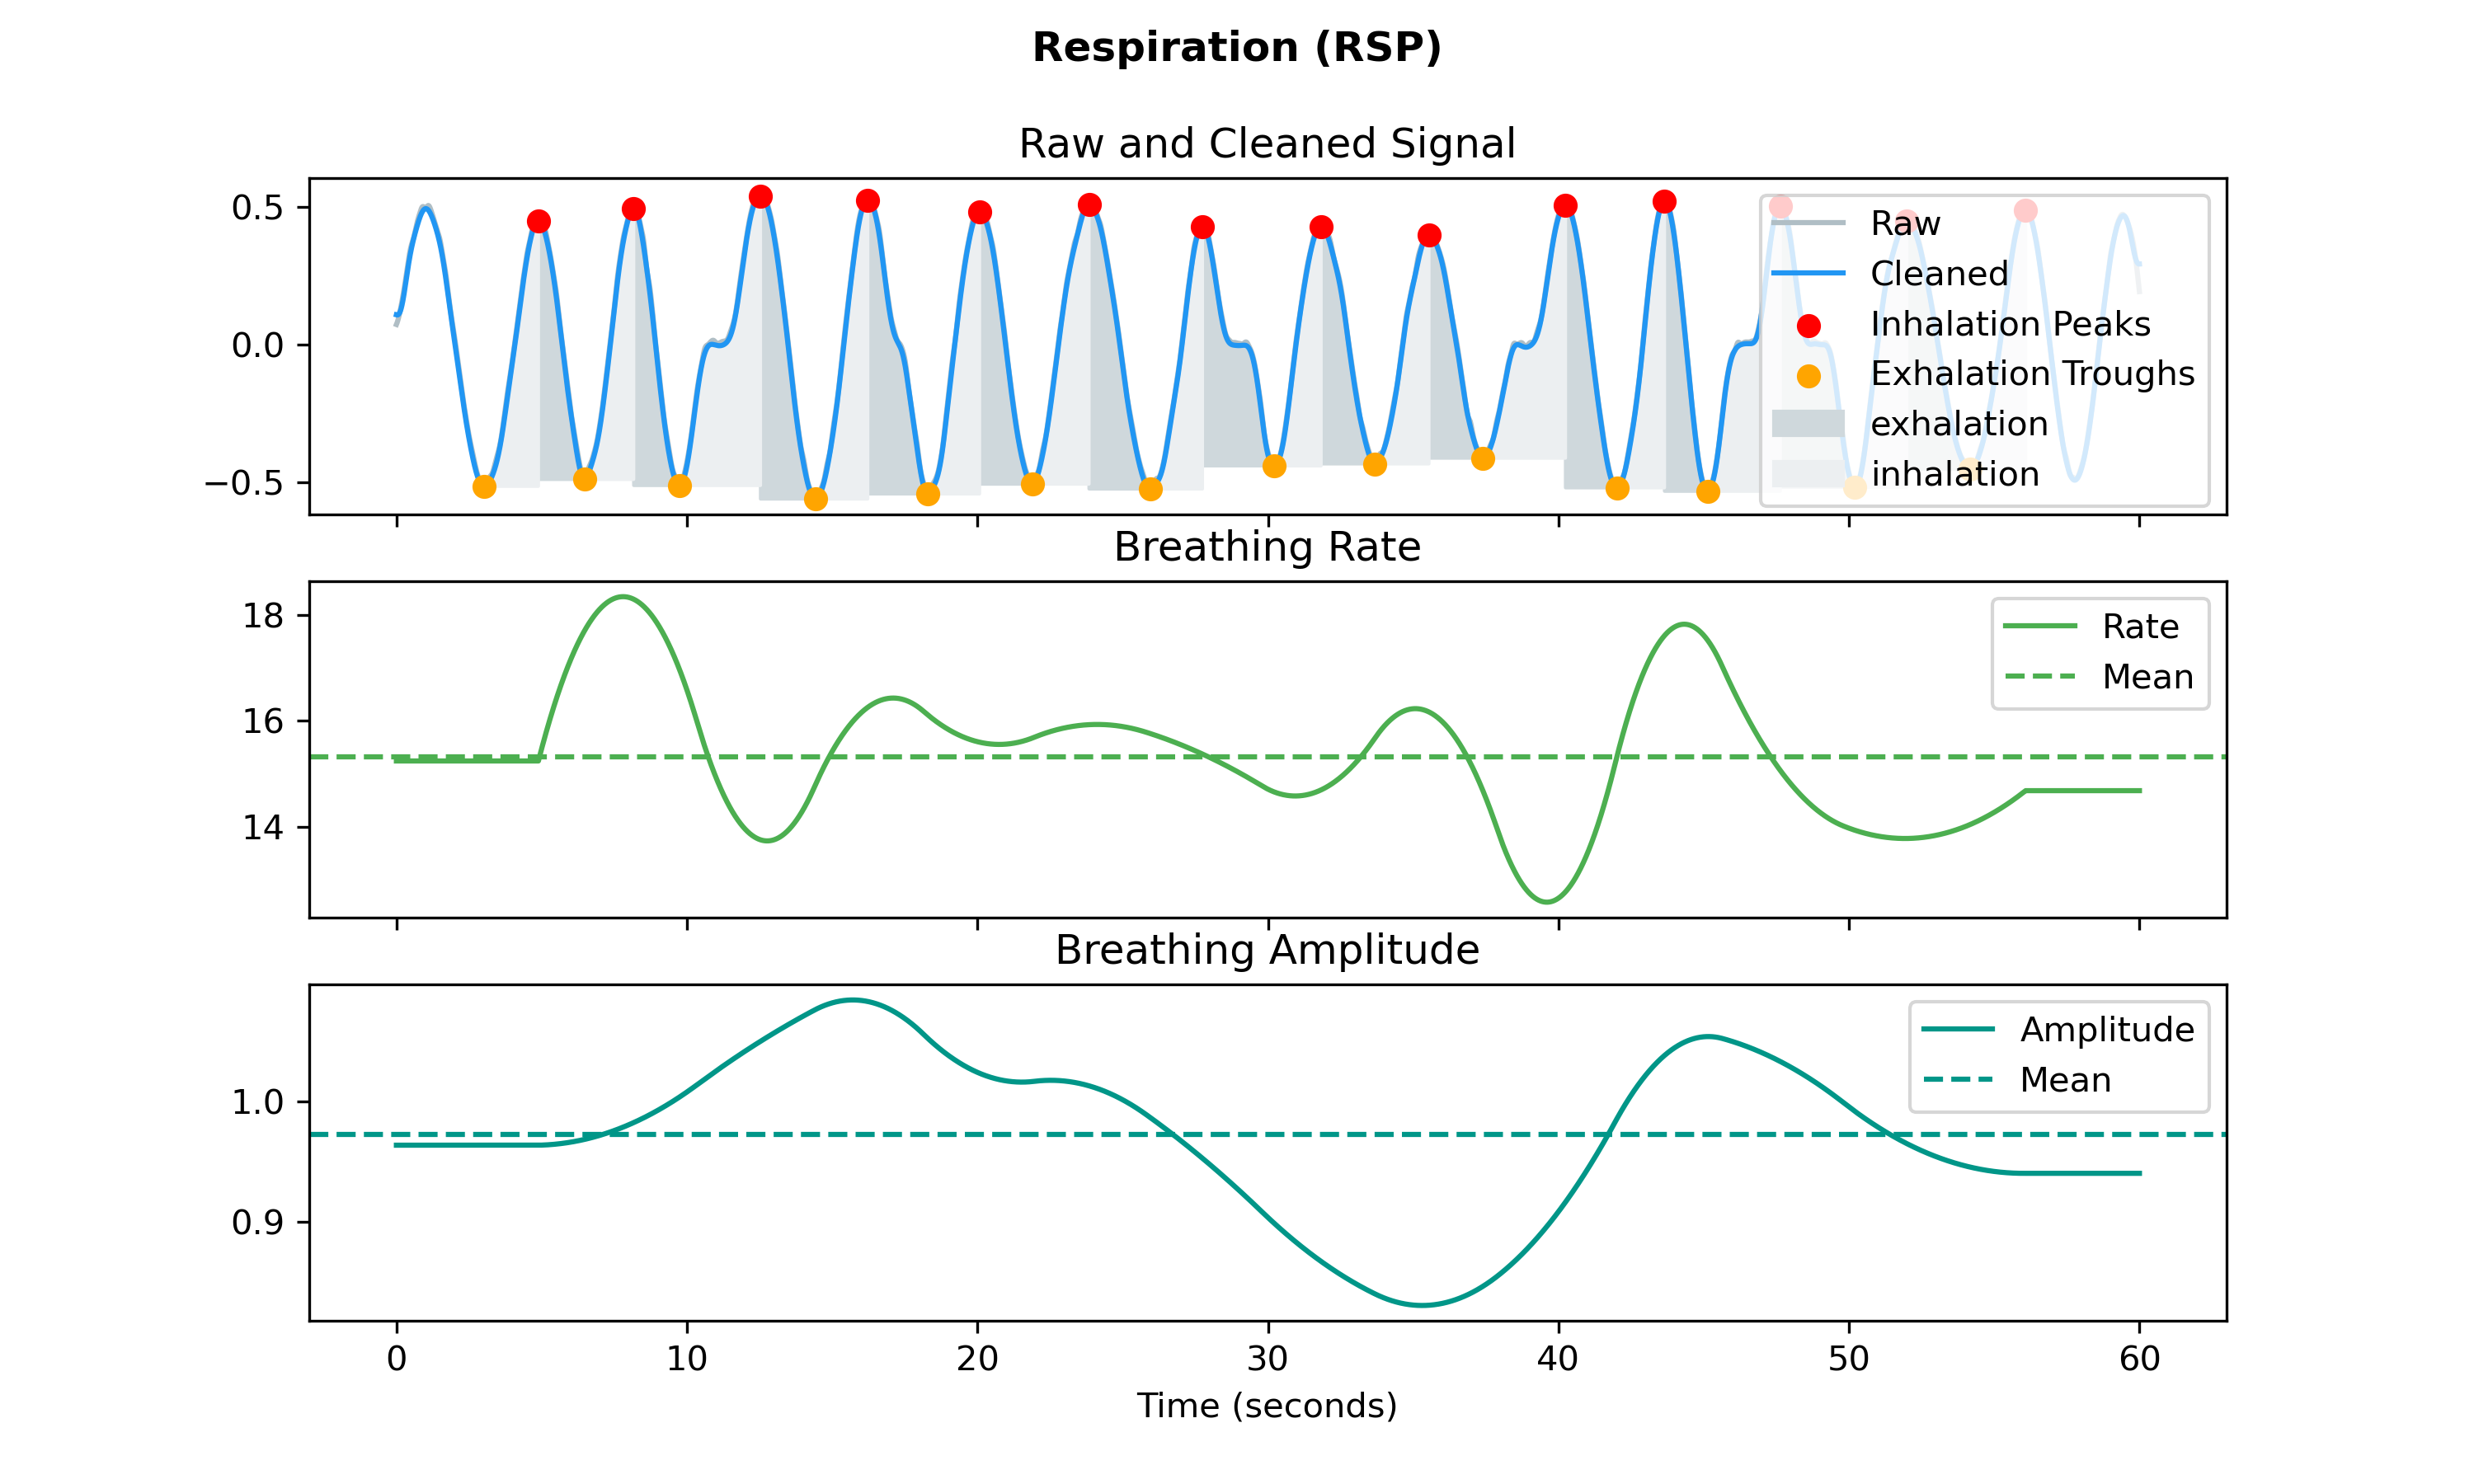 Respiration (RSP)
Raw and Cleaned Signal
0.5
0.0
−0.5
Raw
Cleaned
Inhalation Peaks
Exhalation Troughs
exhalation
inhalation
Breathing Rate
18
16
14
Rate
Mean
Breathing Amplitude
1.0
0.9
Amplitude
Mean
0 10 20 30 40 50 60
Time (seconds)